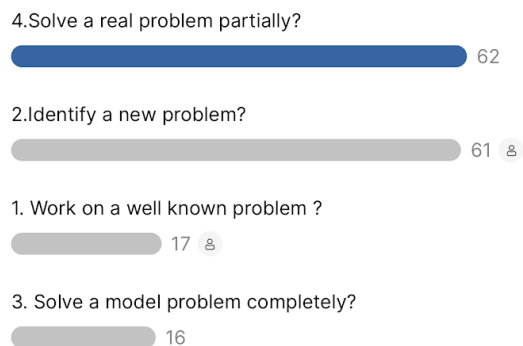 4.Solve a real problem partially?
62
2.Identify a new problem?
61
1. Work on a well known problem ?
17
3. Solve a model problem completely?
16